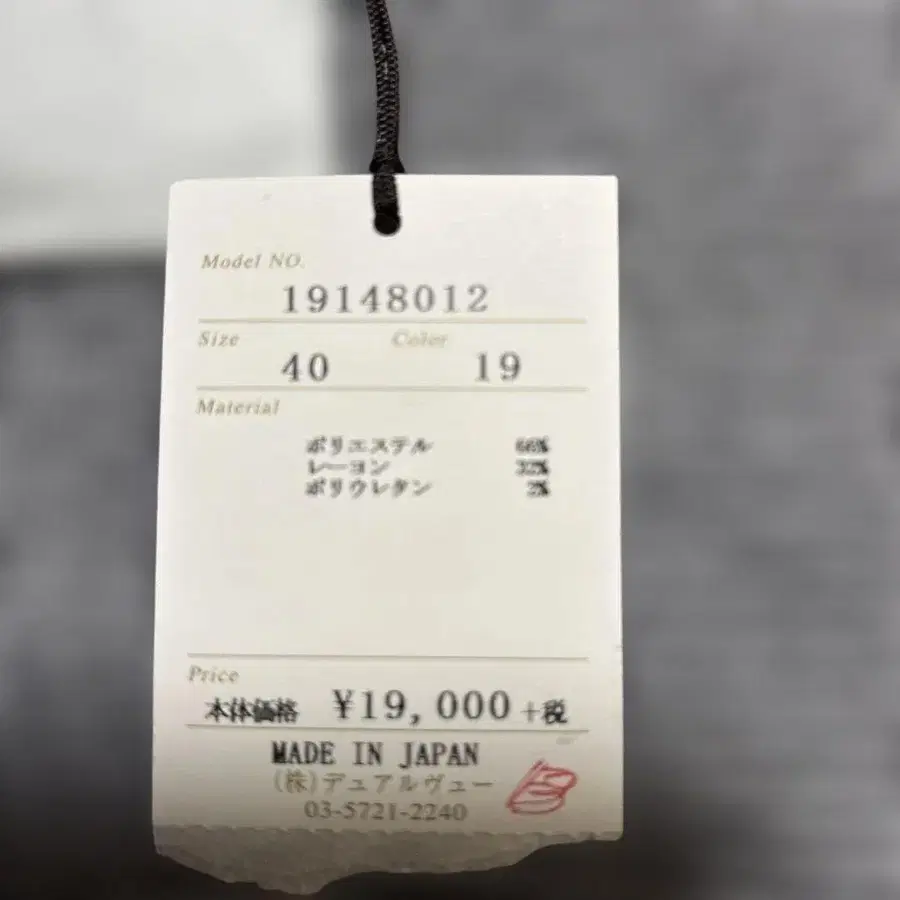 Model NO.
19148012
Size Color
40 19
Material
ポリエステル 66%
レーヨン 32%
ポリウレタン 2%
Price
本体価格 ¥19,000 +税
MADE IN JAPAN
(株)デュアルヴュー
03-5721-2240